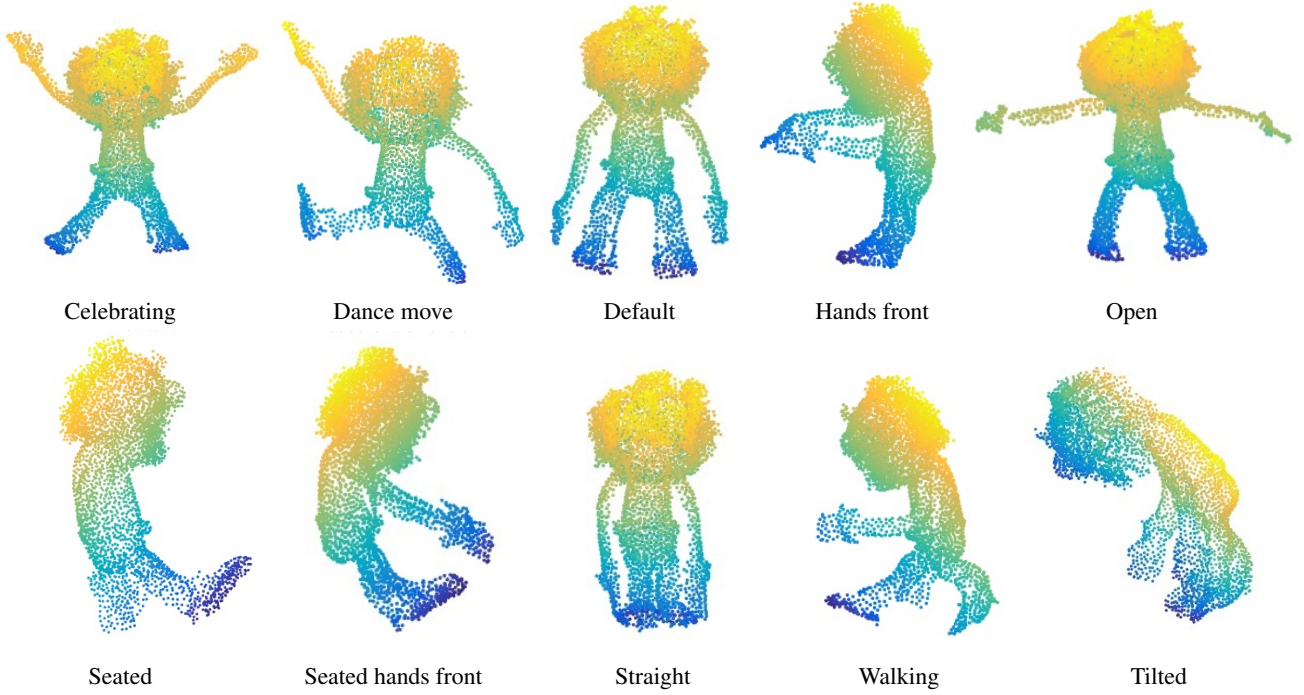 Celebrating
Dance move
Default
Hands front
Open
Seated
Seated hands front
Straight
Walking
Tilted